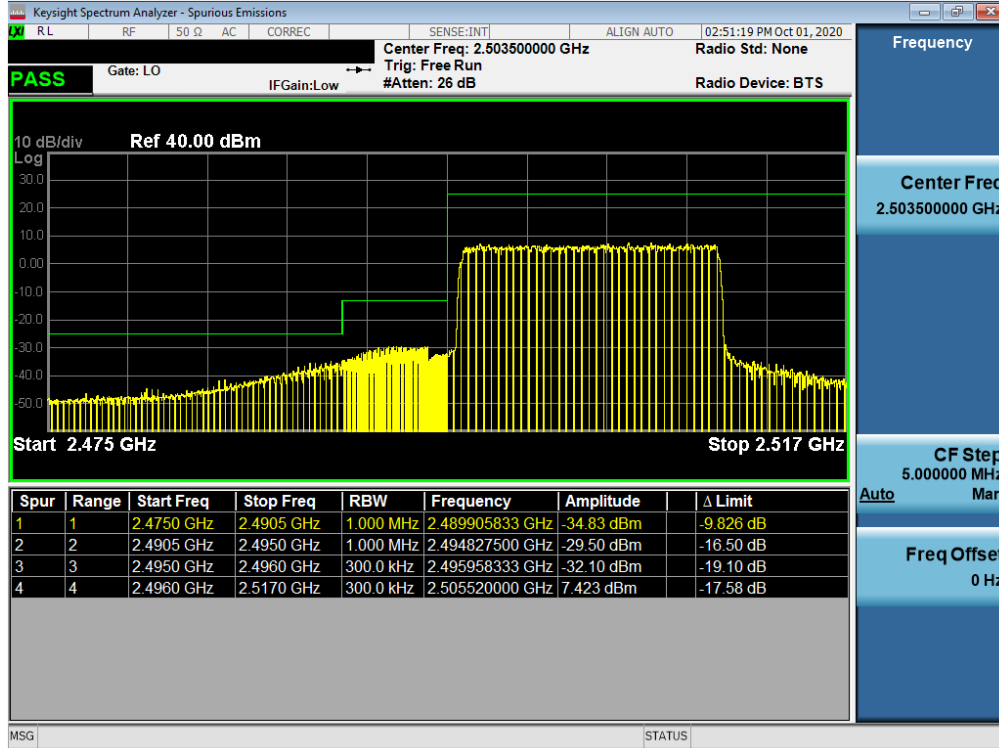 Keysight Spectrum Analyzer - Spurious Emissions
LXI RL RF 50 Ω AC CORREC SENSE:INT ALIGN AUTO 02:51:19 PM Oct 01, 2020
Center Freq: 2.503500000 GHz Radio Std: None
Trig: Free Run
PASS Gate: LO IFGain:Low #Atten: 26 dB Radio Device: BTS
10 dB/div Ref 40.00 dBm
Log
30.0
20.0
10.0
0.00
-10.0
-20.0
-30.0
-40.0
-50.0
Start 2.475 GHz Stop 2.517 GHz
Spur Range Start Freq Stop Freq RBW Frequency Amplitude Δ Limit
1 1 2.4750 GHz 2.4905 GHz 1.000 MHz 2.489905833 GHz -34.83 dBm -9.826 dB
2 2 2.4905 GHz 2.4950 GHz 1.000 MHz 2.494827500 GHz -29.50 dBm -16.50 dB
3 3 2.4950 GHz 2.4960 GHz 300.0 kHz 2.495958333 GHz -32.10 dBm -19.10 dB
4 4 2.4960 GHz 2.5170 GHz 300.0 kHz 2.505520000 GHz 7.423 dBm -17.58 dB
MSG STATUS
Frequency
Center Freq
2.503500000 GHz
CF Step
5.000000 MHz
Auto Man
Freq Offset
0 Hz